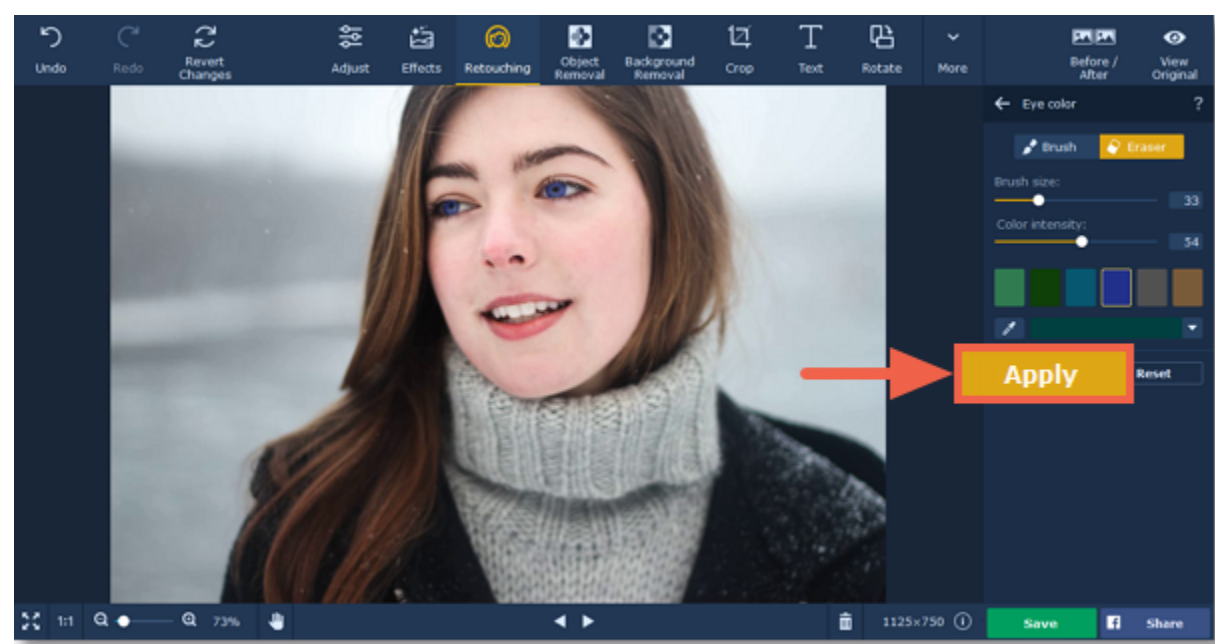 Undo
Redo
Revert
Changes
Adjust
Effects
Retouching
Object
Removal
Background
Removal
Crop
Text
Rotate
More
Before /
After
View
Original
Eye color ?
Brush Eraser
Brush size:
33
Color intensity:
54
Apply Reset
1:1 73% 1125×750 Save Share